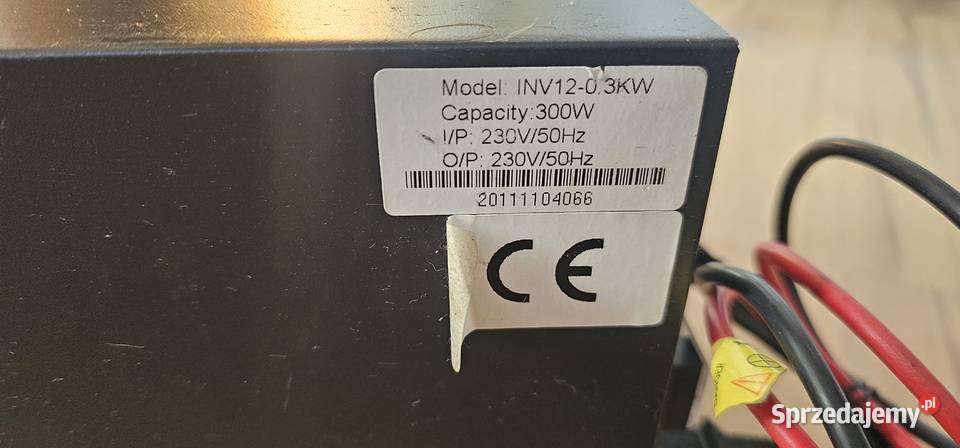 Model: INV12-0.3KW
Capacity:300W
I/P: 230V/50Hz
O/P: 230V/50Hz
20111104066
CE
Sprzedajemy.pl